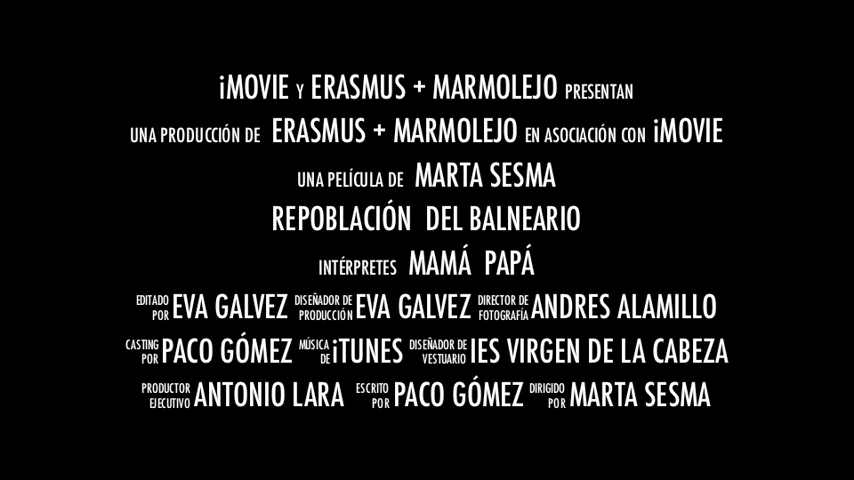 iMOVIE Y ERASMUS + MARMOLEJO PRESENTAN
UNA PRODUCCIÓN DE ERASMUS + MARMOLEJO EN ASOCIACIÓN CON iMOVIE
UNA PELÍCULA DE MARTA SESMA
REPOBLACIÓN DEL BALNEARIO
INTÉRPRETES MAMÁ PAPÁ
EDITADO POR EVA GALVEZ DISEÑADOR DE PRODUCCIÓN EVA GALVEZ DIRECTOR DE FOTOGRAFÍA ANDRES ALAMILLO
CASTING POR PACO GÓMEZ MÚSICA DE iTUNES DISEÑADOR DE VESTUARIO IES VIRGEN DE LA CABEZA
PRODUCTOR EJECUTIVO ANTONIO LARA ESCRITO POR PACO GÓMEZ DIRIGIDO POR MARTA SESMA